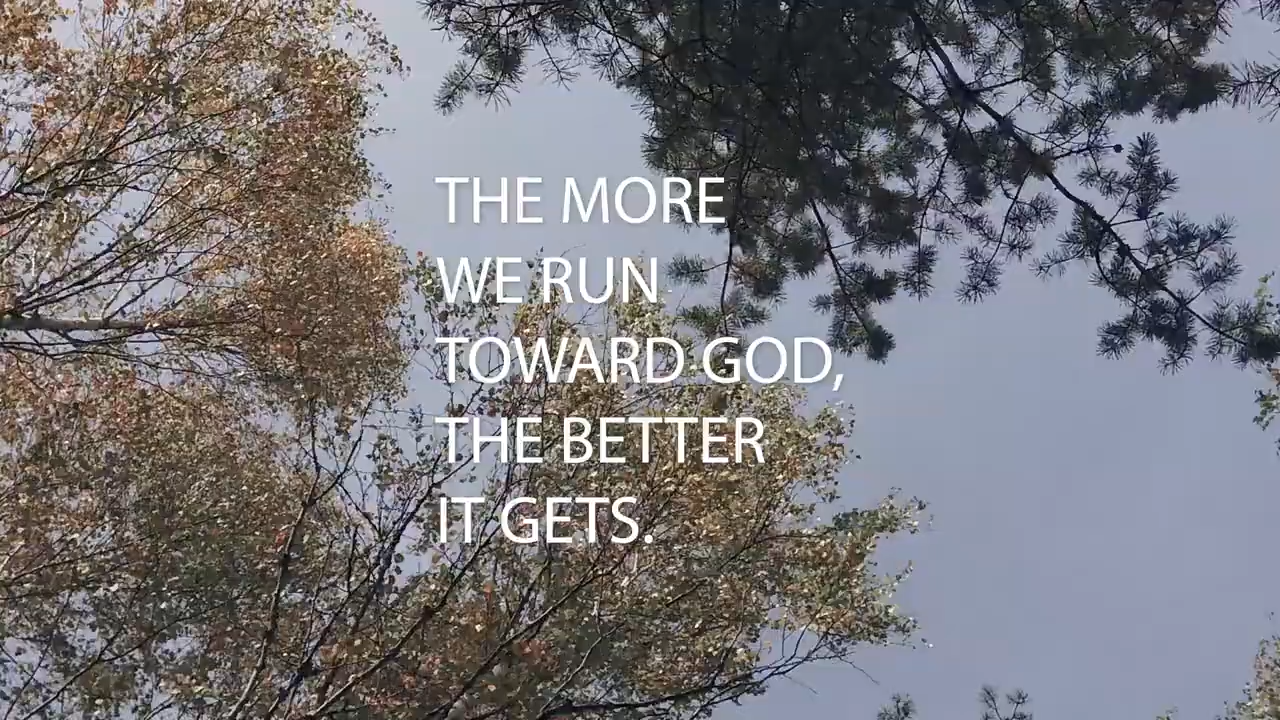 THE MORE
WE RUN
TOWARD GOD,
THE BETTER
IT GETS.